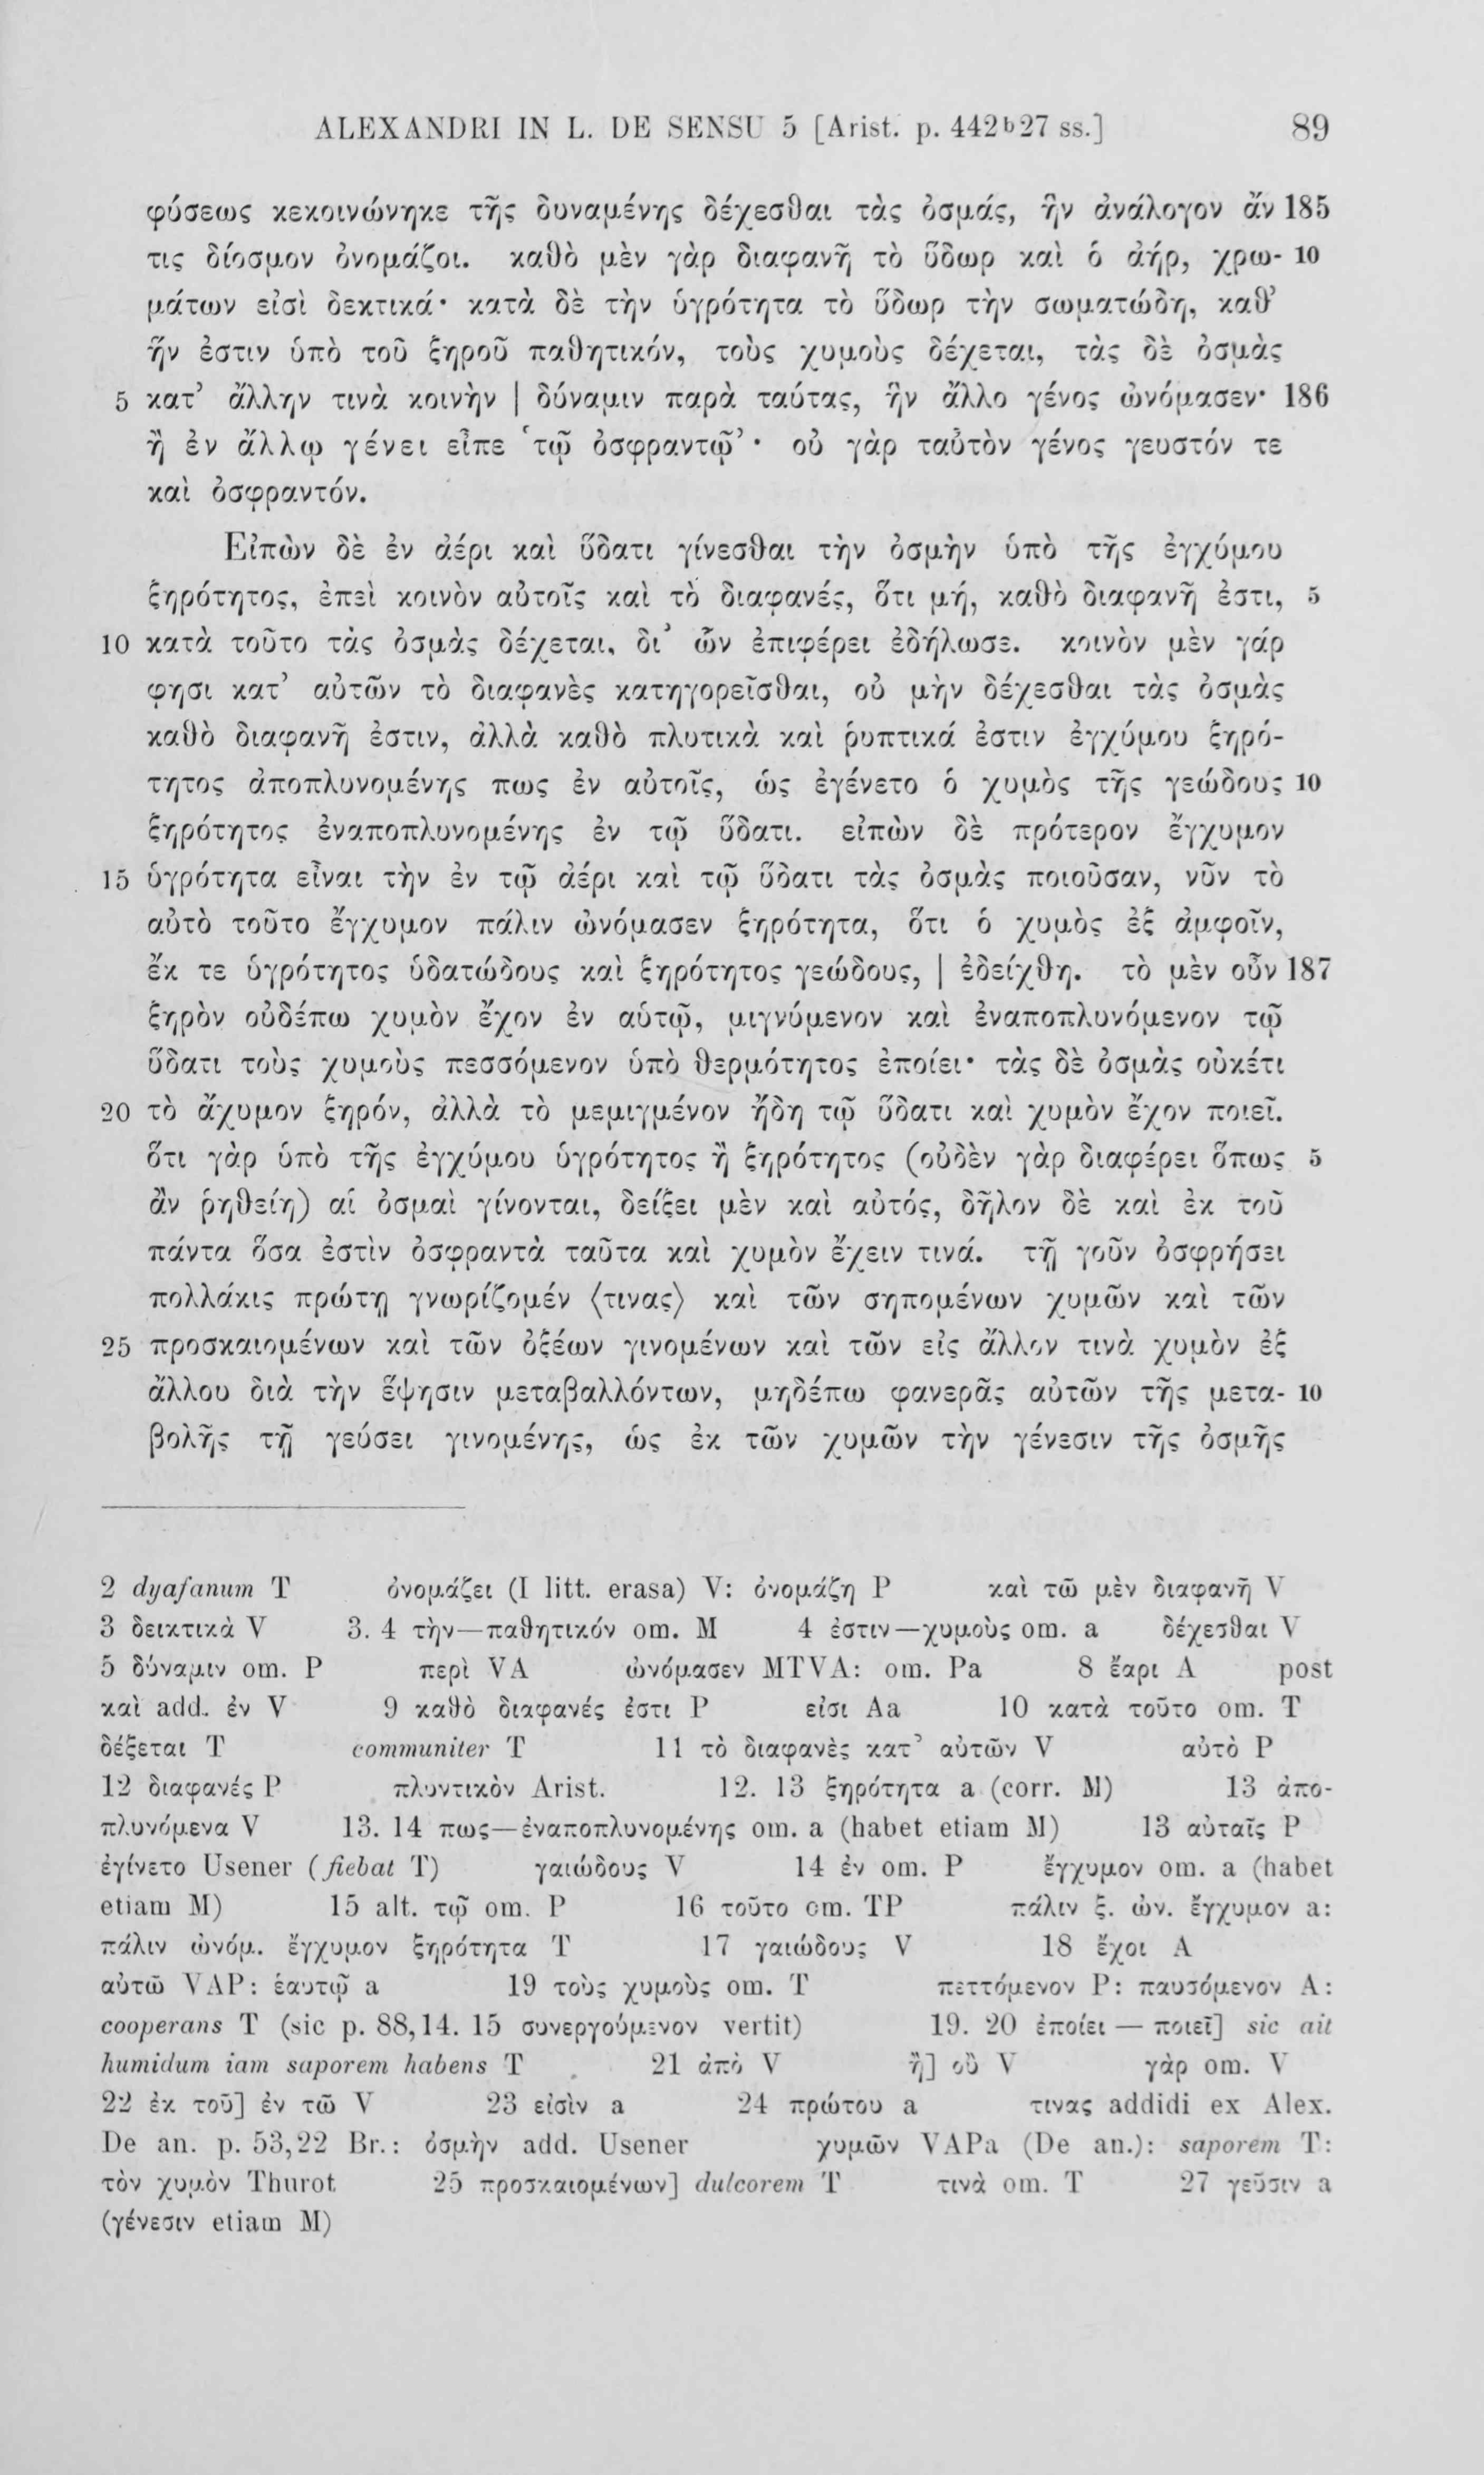 ALEXANDRI IN L. DE SENSU 5 [Arist. p. 442b27 ss.] 89
φύσεως κεκοινώνηκε τῆς δυναμένης δέχεσθαι τὰς ὀσμάς, ἣν ἀνάλογον ἄν 185
τις δίοσμον ὀνομάζοι. καθὸ μὲν γὰρ διαφανῆ τὸ ὕδωρ καὶ ὁ ἀήρ, χρω- 10
μάτων εἰσὶ δεκτικά· κατὰ δὲ τὴν ὑγρότητα τὸ ὕδωρ τὴν σωματώδη, καθ’
ἥν ἐστιν ὑπὸ τοῦ ξηροῦ παθητικόν, τοὺς χυμοὺς δέχεται, τὰς δὲ ὀσμὰς
5 κατ’ ἄλλην τινὰ κοινὴν | δύναμιν παρὰ ταύτας, ἣν ἄλλο γένος ὠνόμασεν· 186
ἢ ἐν ἄλλῳ γένει εἶπε ‘τῷ ὀσφραντῷ’· οὐ γὰρ ταὐτὸν γένος γευστόν τε
καὶ ὀσφραντόν.
Εἰπὼν δὲ ἐν ἀέρι καὶ ὕδατι γίνεσθαι τὴν ὀσμὴν ὑπὸ τῆς ἐγχύμου
ξηρότητος, ἐπεὶ κοινὸν αὐτοῖς καὶ τὸ διαφανές, ὅτι μή, καθὸ διαφανῆ ἐστι, 5
10 κατὰ τοῦτο τὰς ὀσμὰς δέχεται, δι’ ὧν ἐπιφέρει ἐδήλωσε. κοινὸν μὲν γάρ
φησι κατ’ αὐτῶν τὸ διαφανὲς κατηγορεῖσθαι, οὐ μὴν δέχεσθαι τὰς ὀσμὰς
καθὸ διαφανῆ ἐστιν, ἀλλὰ καθὸ πλυτικὰ καὶ ῥυπτικά ἐστιν ἐγχύμου ξηρό-
τητος ἀποπλυνομένης πως ἐν αὐτοῖς, ὡς ἐγένετο ὁ χυμὸς τῆς γεώδους 10
ξηρότητος ἐναποπλυνομένης ἐν τῷ ὕδατι. εἰπὼν δὲ πρότερον ἔγχυμον
15 ὑγρότητα εἶναι τὴν ἐν τῷ ἀέρι καὶ τῷ ὕδατι τὰς ὀσμὰς ποιοῦσαν, νῦν τὸ
αὐτὸ τοῦτο ἔγχυμον πάλιν ὠνόμασεν ξηρότητα, ὅτι ὁ χυμὸς ἐξ ἀμφοῖν,
ἔκ τε ὑγρότητος ὑδατώδους καὶ ξηρότητος γεώδους, | ἐδείχθη. τὸ μὲν οὖν 187
ξηρὸν οὐδέπω χυμὸν ἔχον ἐν αὑτῷ, μιγνύμενον καὶ ἐναποπλυνόμενον τῷ
ὕδατι τοὺς χυμοὺς πεσσόμενον ὑπὸ θερμότητος ἐποίει· τὰς δὲ ὀσμὰς οὐκέτι
20 τὸ ἄχυμον ξηρόν, ἀλλὰ τὸ μεμιγμένον ἤδη τῷ ὕδατι καὶ χυμὸν ἔχον ποιεῖ.
ὅτι γὰρ ὑπὸ τῆς ἐγχύμου ὑγρότητος ἢ ξηρότητος (οὐδὲν γὰρ διαφέρει ὅπως 5
ἂν ῥηθείη) αἱ ὀσμαὶ γίνονται, δείξει μὲν καὶ αὐτός, δῆλον δὲ καὶ ἐκ τοῦ
πάντα ὅσα ἐστὶν ὀσφραντὰ ταῦτα καὶ χυμὸν ἔχειν τινά. τῇ γοῦν ὀσφρήσει
πολλάκις πρώτῃ γνωρίζομέν ⟨τινας⟩ καὶ τῶν σηπομένων χυμῶν καὶ τῶν
25 προσκαιομένων καὶ τῶν ὀξέων γινομένων καὶ τῶν εἰς ἄλλον τινὰ χυμὸν ἐξ
ἄλλου διὰ τὴν ἕψησιν μεταβαλλόντων, μηδέπω φανερᾶς αὐτῶν τῆς μετα- 10
βολῆς τῇ γεύσει γινομένης, ὡς ἐκ τῶν χυμῶν τὴν γένεσιν τῆς ὀσμῆς
2 dyafanum T ὀνομάζει (I litt. erasa) V: ὀνομάζη P καὶ τῶ μὲν διαφανῆ V
3 δεικτικὰ V 3. 4 τὴν—παθητικόν om. M 4 ἐστιν—χυμοὺς om. a δέχεσθαι V
5 δύναμιν om. P περὶ VA ὠνόμασεν MTVA: om. Pa 8 ἔαρι A post
καὶ add. ἐν V 9 καθὸ διαφανές ἐστι P εἰσι Aa 10 κατὰ τοῦτο om. T
δέξεται T communiter T 11 τὸ διαφανὲς κατ’ αὐτῶν V αὐτὸ P
12 διαφανές P πλυντικὸν Arist. 12. 13 ξηρότητα a (corr. M) 13 ἀπο-
πλυνόμενα V 13. 14 πως—ἐναποπλυνομένης om. a (habet etiam M) 13 αὐταῖς P
ἐγίνετο Usener (fiebat T) γαιώδους V 14 ἐν om. P ἔγχυμον om. a (habet
etiam M) 15 alt. τῷ om. P 16 τοῦτο om. TP πάλιν ξ. ὠν. ἔγχυμον a:
πάλιν ὠνόμ. ἔγχυμον ξηρότητα T 17 γαιώδους V 18 ἔχοι A
αὐτῶ VAP: ἑαυτῷ a 19 τοὺς χυμοὺς om. T πεττόμενον P: παυσόμενον A:
cooperans T (sic p. 88,14. 15 συνεργούμενον vertit) 19. 20 ἐποίει — ποιεῖ] sic ait
humidum iam saporem habens T 21 ἀπὸ V ἢ] οὒ V γὰρ om. V
22 ἐκ τοῦ] ἐν τῶ V 23 εἰσὶν a 24 πρώτου a τινας addidi ex Alex.
De an. p. 53,22 Br.: ὀσμὴν add. Usener χυμῶν VAPa (De an.): saporem T:
τὸν χυμὸν Thurot 25 προσκαιομένων] dulcorem T τινὰ om. T 27 γεῦσιν a
(γένεσιν etiam M)